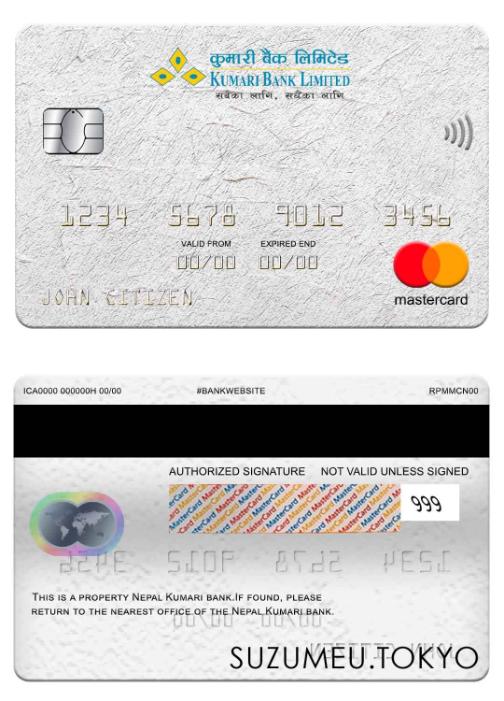 कुमारी बैंक लिमिटेड
KUMARI BANK LIMITED
सबैका लागि, सधैंका लागि
1234 5678 9012 3456
VALID FROM EXPIRED END
00/00 00/00
JOHN CITIZEN
mastercard
ICA0000 000000H 00/00 #BANKWEBSITE RPMMCN00
AUTHORIZED SIGNATURE NOT VALID UNLESS SIGNED
999
THIS IS A PROPERTY NEPAL KUMARI BANK.IF FOUND, PLEASE
RETURN TO THE NEAREST OFFICE OF THE NEPAL KUMARI BANK.
SUZUMEU.TOKYO